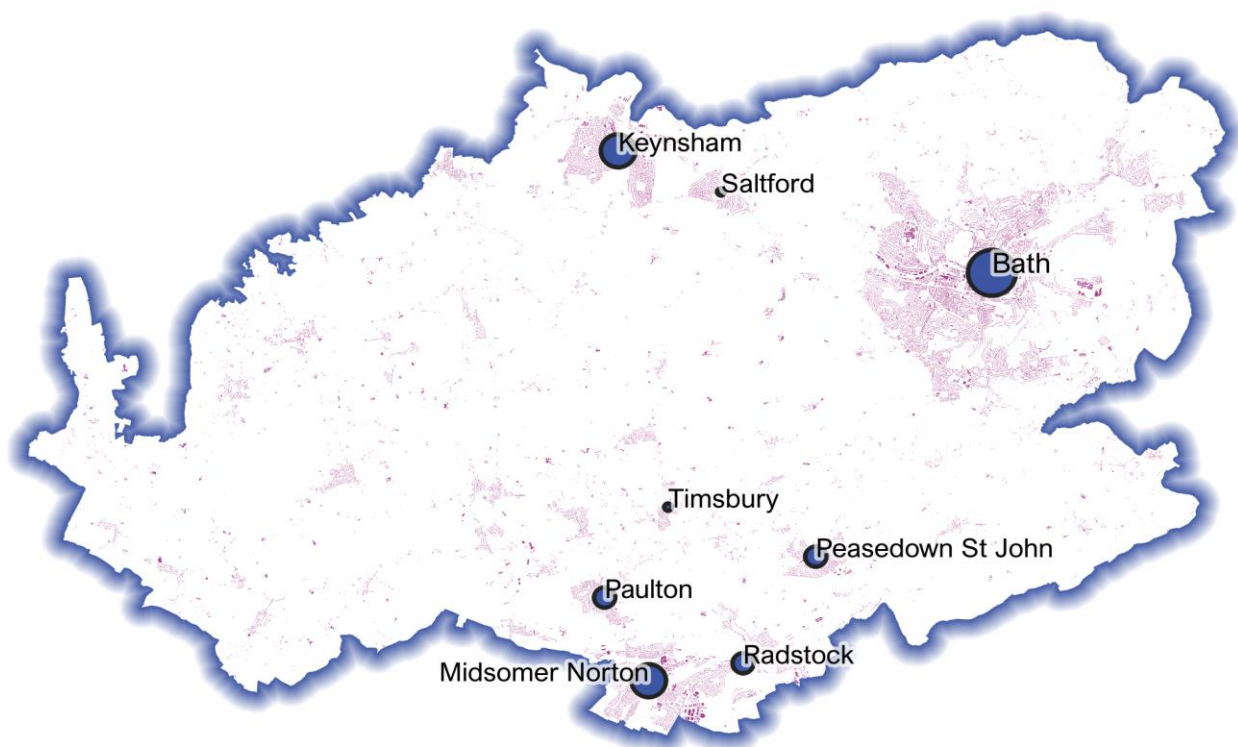 Keynsham
Saltford
Bath
Timsbury
Peasedown St John
Paulton
Radstock
Midsomer Norton